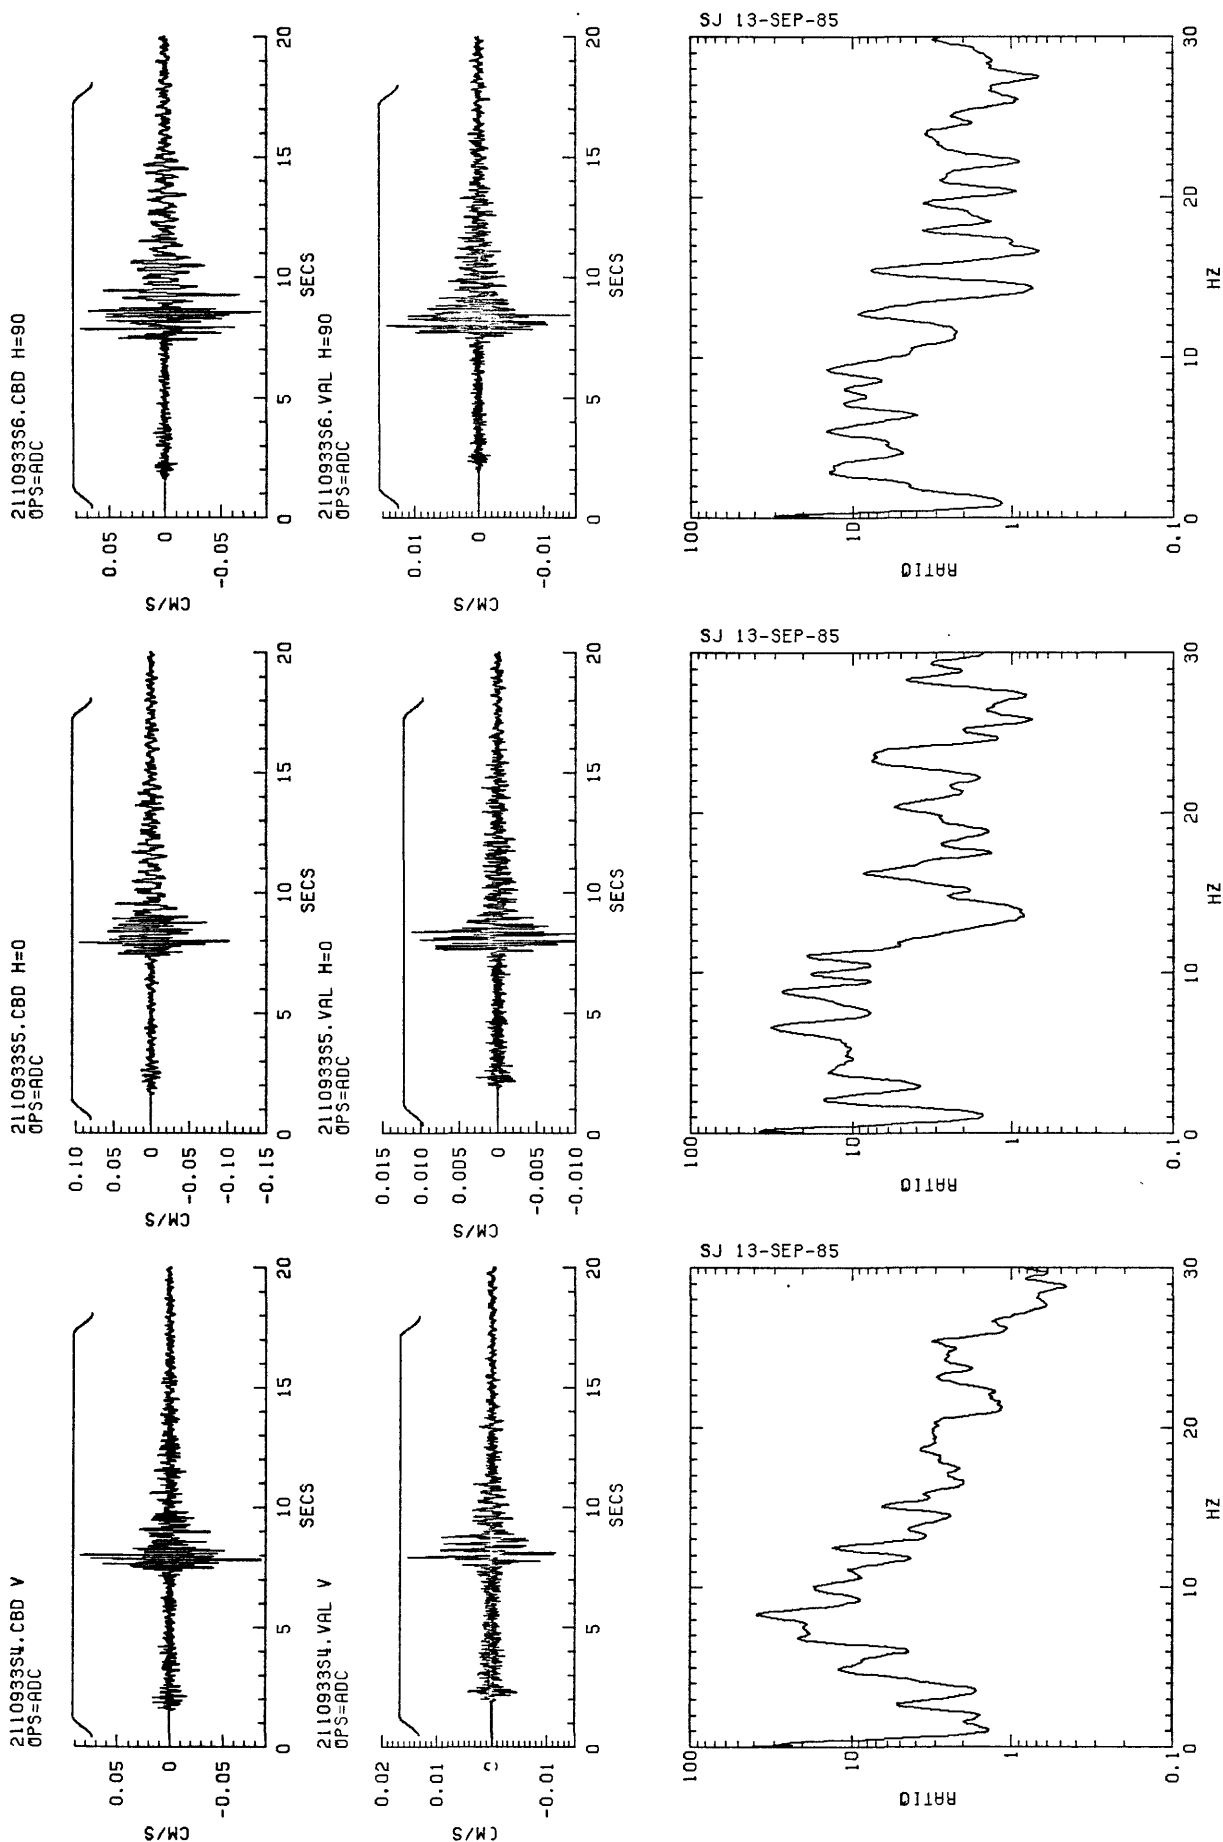 2110933S4.CBD V
OPS=ADC
CM/S
0.05
0
-0.05
0 5 10 15 20
SECS
2110933S4.VAL V
OPS=ADC
CM/S
0.02
0.01
0
-0.01
0 5 10 15 20
SECS
SJ 13-SEP-85
RATIO
100
10
1
0.1
0 10 20 30
HZ
2110933S5.CBD H=0
OPS=ADC
CM/S
0.10
0.05
0
-0.05
-0.10
-0.15
0 5 10 15 20
SECS
2110933S5.VAL H=0
OPS=ADC
CM/S
0.015
0.010
0.005
0
-0.005
-0.010
0 5 10 15 20
SECS
SJ 13-SEP-85
RATIO
100
10
1
0.1
0 10 20 30
HZ
2110933S6.CBD H=90
OPS=ADC
CM/S
0.05
0
-0.05
0 5 10 15 20
SECS
2110933S6.VAL H=90
OPS=ADC
CM/S
0.01
0
-0.01
0 5 10 15 20
SECS
SJ 13-SEP-85
RATIO
100
10
1
0.1
0 10 20 30
HZ